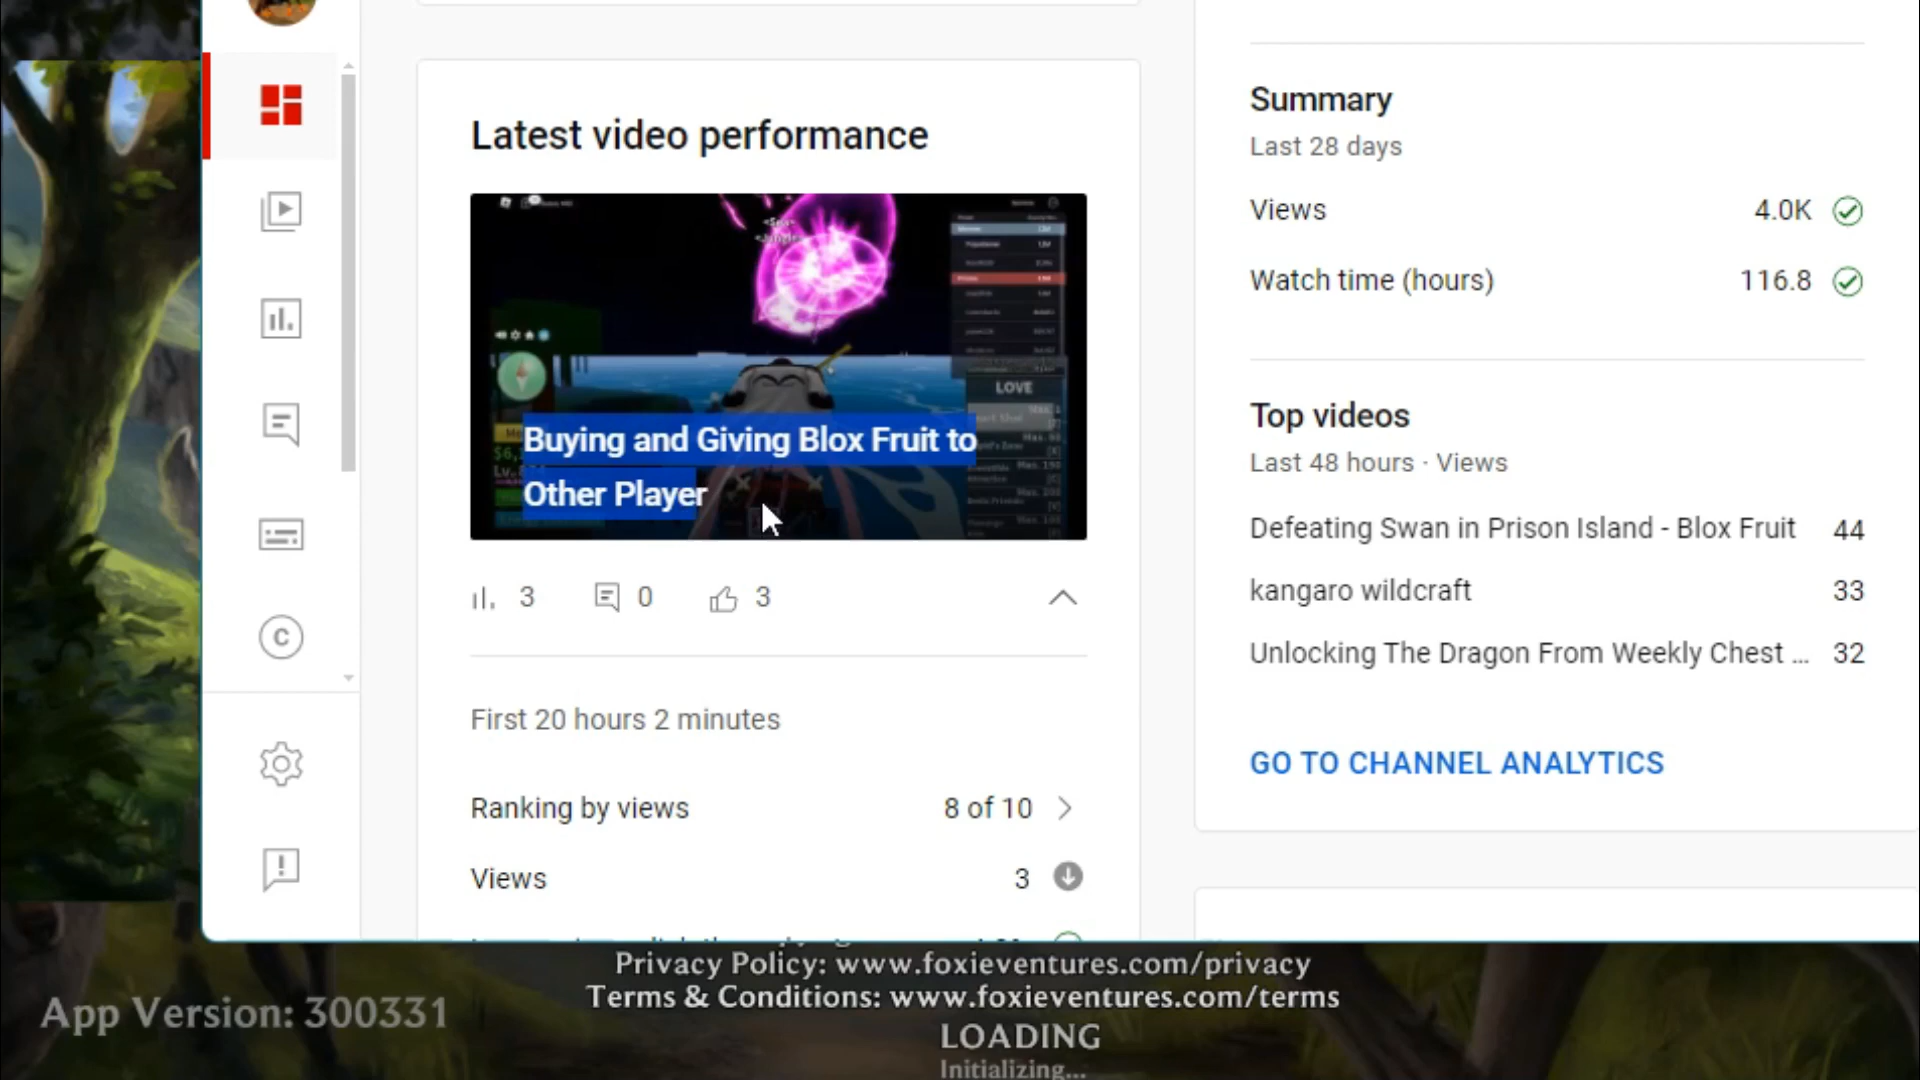 Latest video performance
LOVE
Buying and Giving Blox Fruit to
Other Player
3
0
3
First 20 hours 2 minutes
Ranking by views
8 of 10
Views
3
Summary
Last 28 days
Views
4.0K
Watch time (hours)
116.8
Top videos
Last 48 hours · Views
Defeating Swan in Prison Island - Blox Fruit
44
kangaro wildcraft
33
Unlocking The Dragon From Weekly Chest ...
32
GO TO CHANNEL ANALYTICS
Privacy Policy: www.foxieventures.com/privacy
Terms & Conditions: www.foxieventures.com/terms
App Version: 300331
LOADING
Initializing...